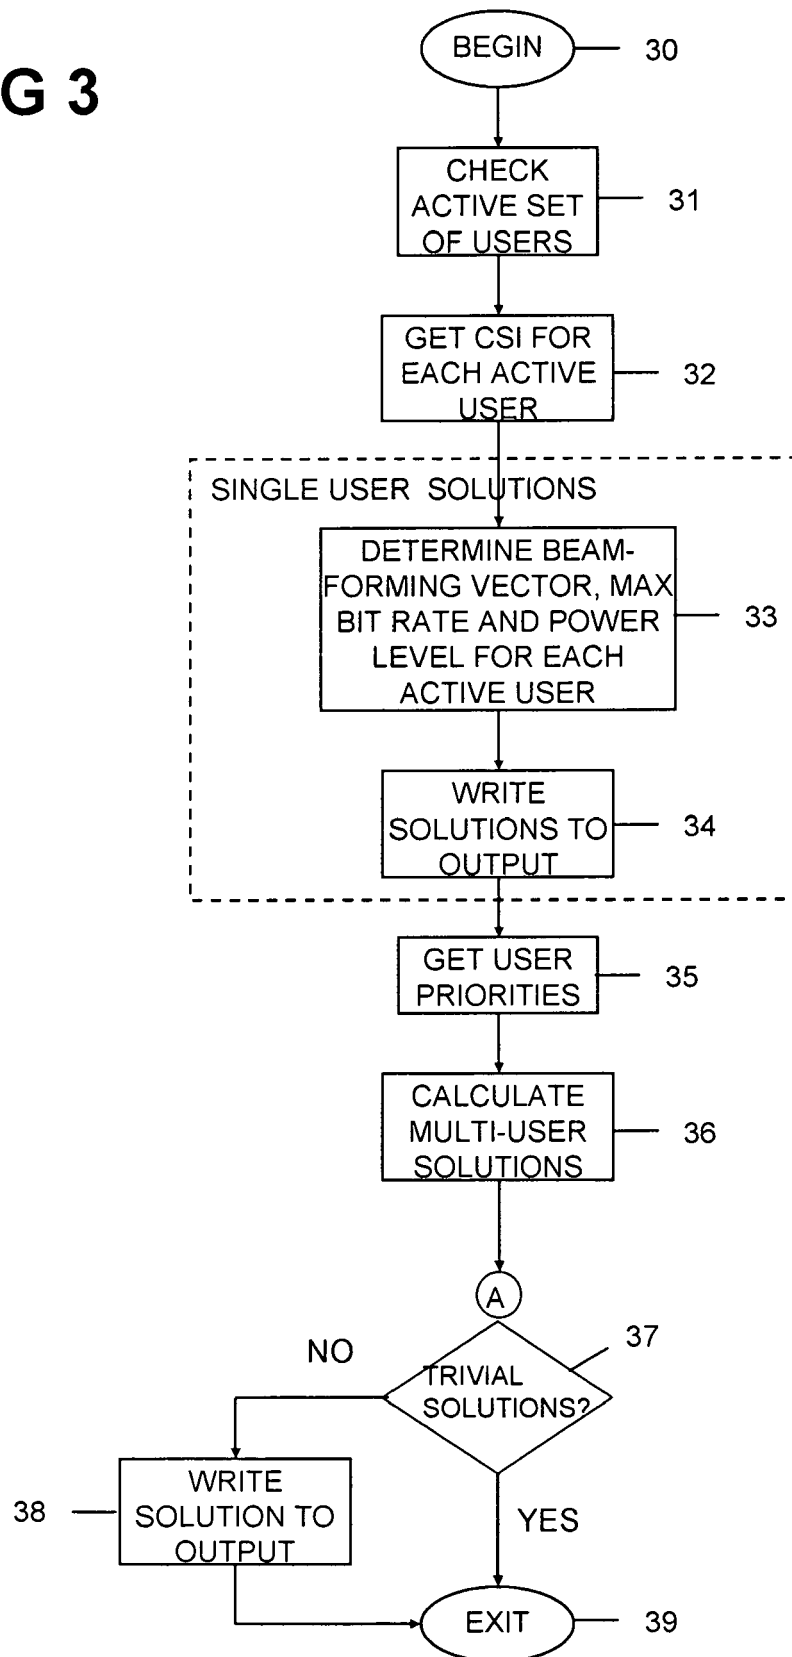 G 3
BEGIN
30
CHECK
ACTIVE SET
OF USERS
31
GET CSI FOR
EACH ACTIVE
USER
32
SINGLE USER SOLUTIONS
DETERMINE BEAM-
FORMING VECTOR, MAX
BIT RATE AND POWER
LEVEL FOR EACH
ACTIVE USER
33
WRITE
SOLUTIONS TO
OUTPUT
34
GET USER
PRIORITIES
35
CALCULATE
MULTI-USER
SOLUTIONS
36
A
37
NO
TRIVIAL
SOLUTIONS?
WRITE
SOLUTION TO
OUTPUT
38
YES
EXIT
39